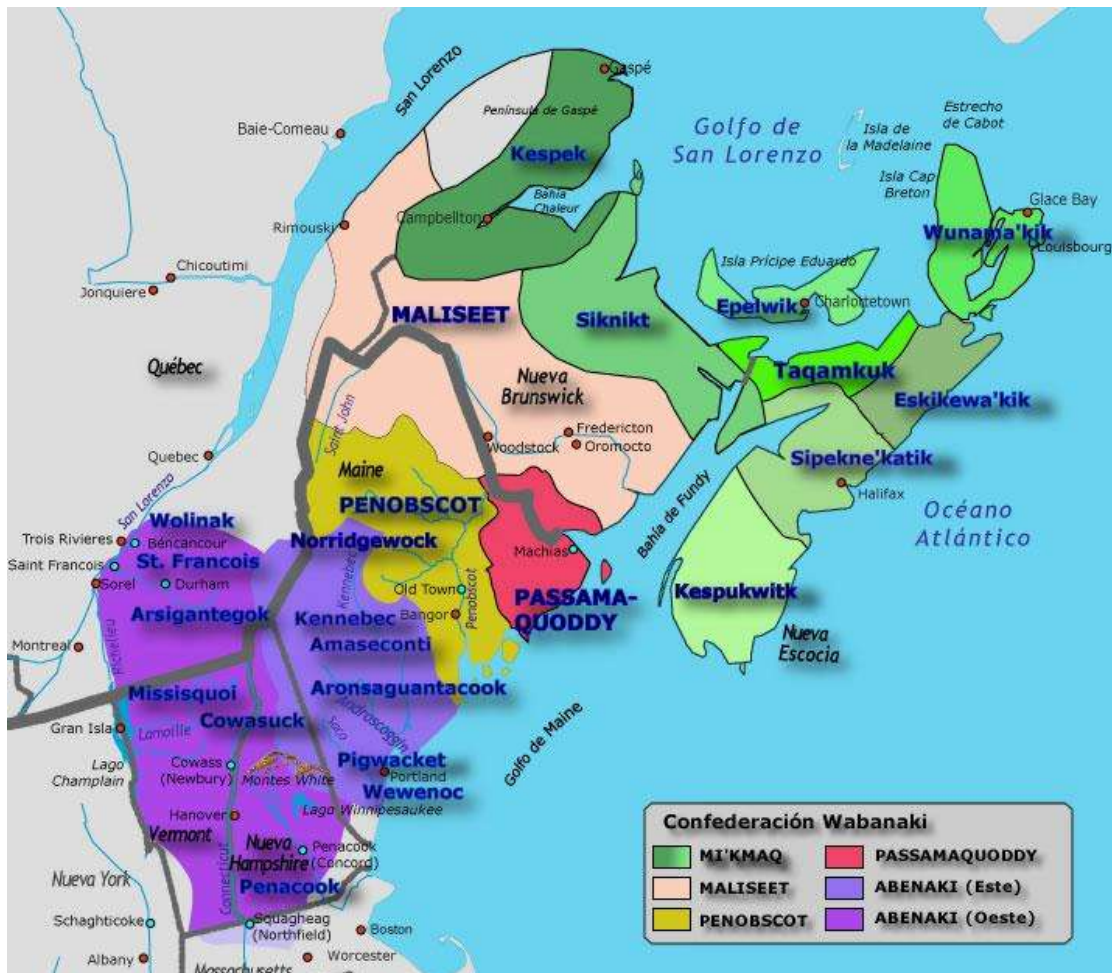 Gaspé
San Lorenzo
Península de Gaspé
Estrecho
de Cabot
Isla de
la Madelaine
Golfo de
San Lorenzo
Baie-Comeau
Kespek
Isla Cap
Breton
Bahia
Chaleur
Campbellton
Glace Bay
Rimouski
Wunama'kik
Louisbourg
Chicoutimi
Isla Prícipe Eduardo
Jonquiere
Epelwik
Charlottetown
MALISEET
Siknikt
Québec
Taqamkuk
Nueva
Brunswick
Eskikewa'kik
Saint John
Fredericton
Woodstock
Oromocto
Quebec
Sipekne'katik
Maine
PENOBSCOT
Halifax
San Lorenzo
Bahía de Fundy
Océano
Atlántico
Wolinak
Trois Rivieres
Béncancour
Norridgewock
Machias
St. Francois
Saint Francois
Kennebec
Sorel
Durham
Old Town
Penobscot
Kespukwitk
PASSAMA-
QUODDY
Arsigantegok
Kennebec
Bangor
Nueva
Escocia
Montreal
Richelieu
Amaseconti
Missisquoi
Aronsaguantacook
Cowasuck
Gran Isla
Lamoille
Saco
Androscoggin
Golfo de Maine
Lago
Champlain
Cowass
(Newbury)
Montes White
Pigwacket
Portland
Wewenoc
Lago Winnipesaukee
Hanover
Vermont
Nueva
Hampshire
Penacook
(Concord)
Connecticut
Penacook
Nueva York
Schaghticoke
Squagheag
(Northfield)
Boston
Albany
Massachusetts
Worcester
Confederación Wabanaki
MI'KMAQ
PASSAMAQUODDY
MALISEET
ABENAKI (Este)
PENOBSCOT
ABENAKI (Oeste)